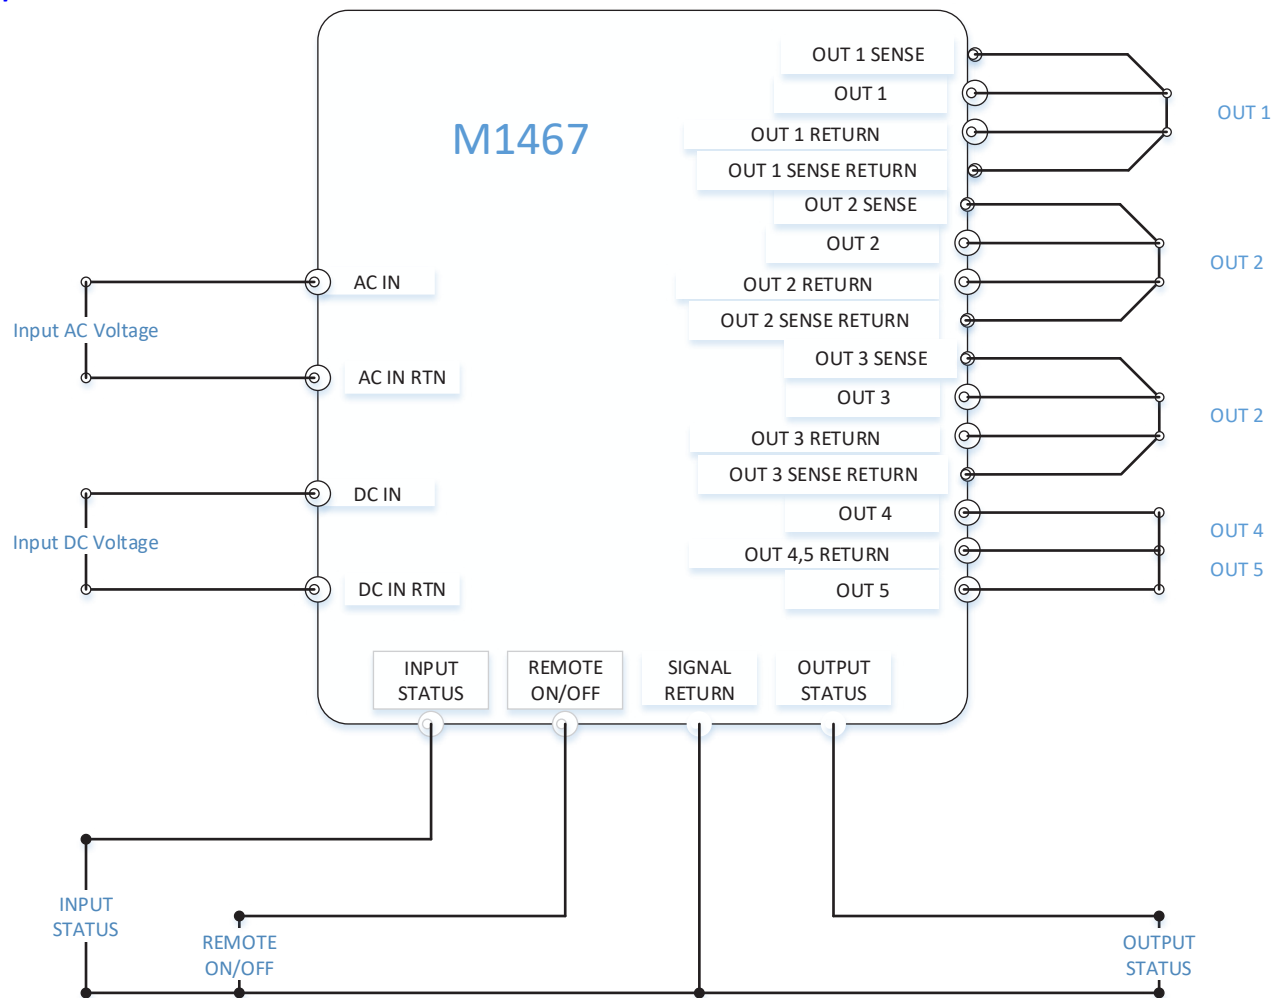 M1467
OUT 1 SENSE
OUT 1
OUT 1 RETURN
OUT 1 SENSE RETURN
OUT 1
OUT 2 SENSE
OUT 2
OUT 2 RETURN
OUT 2 SENSE RETURN
OUT 2
OUT 3 SENSE
OUT 3
OUT 3 RETURN
OUT 3 SENSE RETURN
OUT 2
OUT 4
OUT 4,5 RETURN
OUT 5
OUT 4
OUT 5
AC IN
Input AC Voltage
AC IN RTN
DC IN
Input DC Voltage
DC IN RTN
INPUT
STATUS
REMOTE
ON/OFF
SIGNAL
RETURN
OUTPUT
STATUS
INPUT
STATUS
REMOTE
ON/OFF
OUTPUT
STATUS